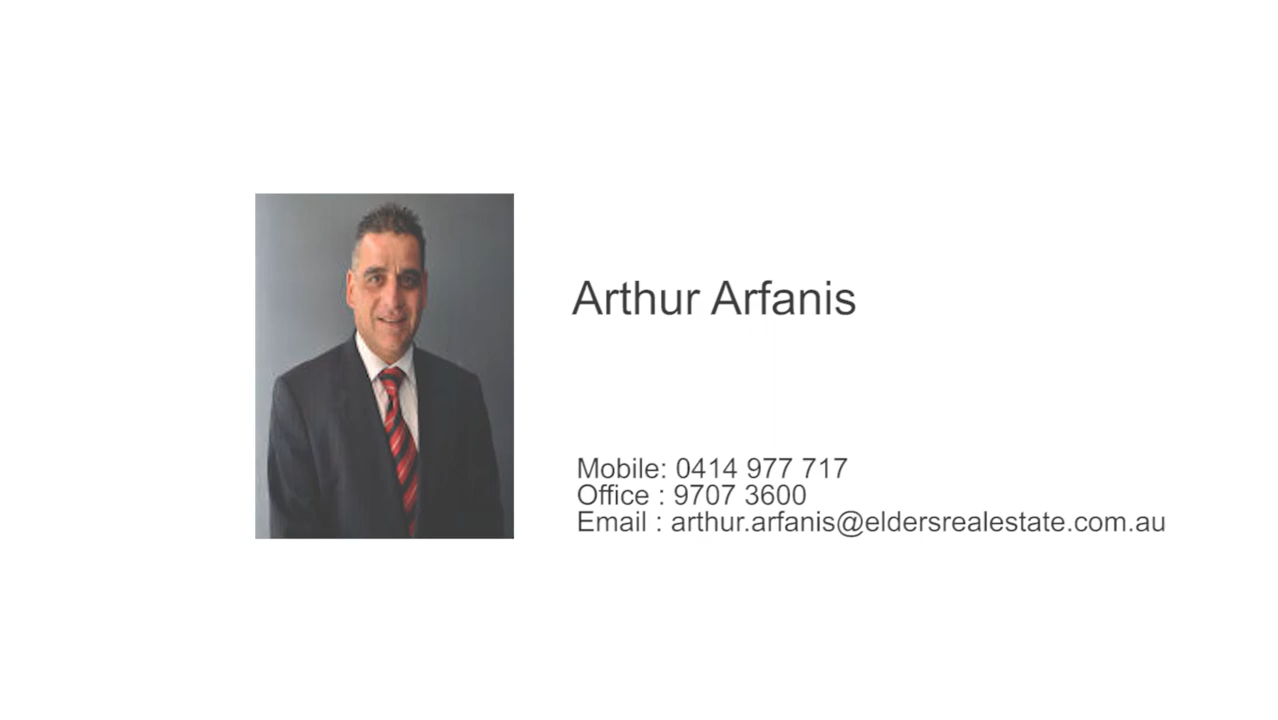 Arthur Arfanis
Mobile: 0414 977 717
Office : 9707 3600
Email : arthur.arfanis@eldersrealestate.com.au